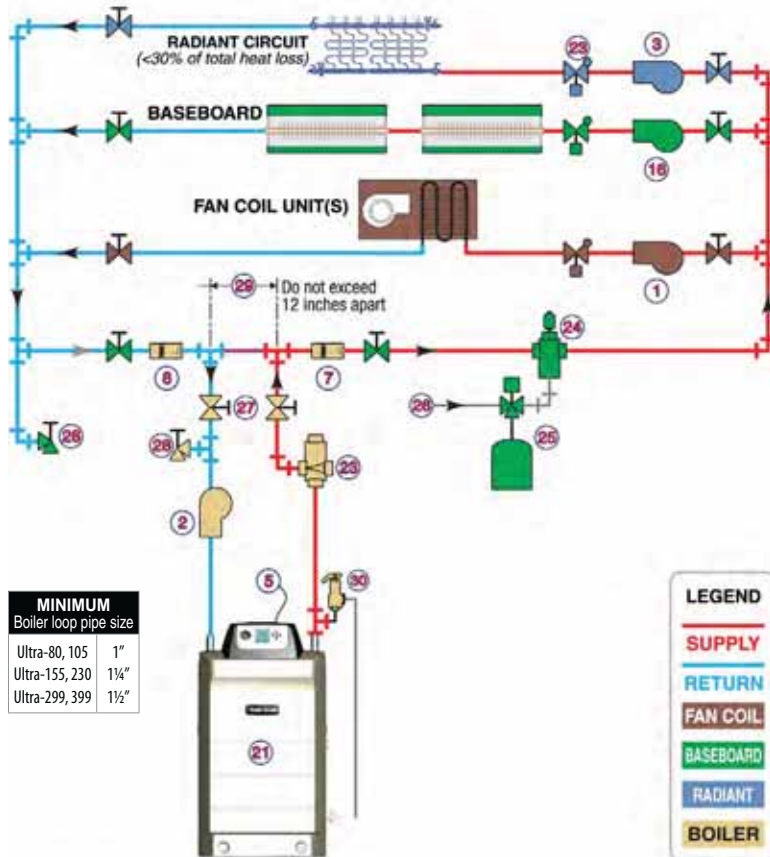 RADIANT CIRCUIT
(<30% of total heat loss)
23
3
BASEBOARD
16
FAN COIL UNIT(S)
1
29
Do not exceed
12 inches apart
24
8
7
26
27
25
28
28
23
2
5
30
MINIMUM
Boiler loop pipe size
Ultra-80, 105 1"
Ultra-155, 230 1¼"
Ultra-299, 399 1½"
21
LEGEND
SUPPLY
RETURN
FAN COIL
BASEBOARD
RADIANT
BOILER